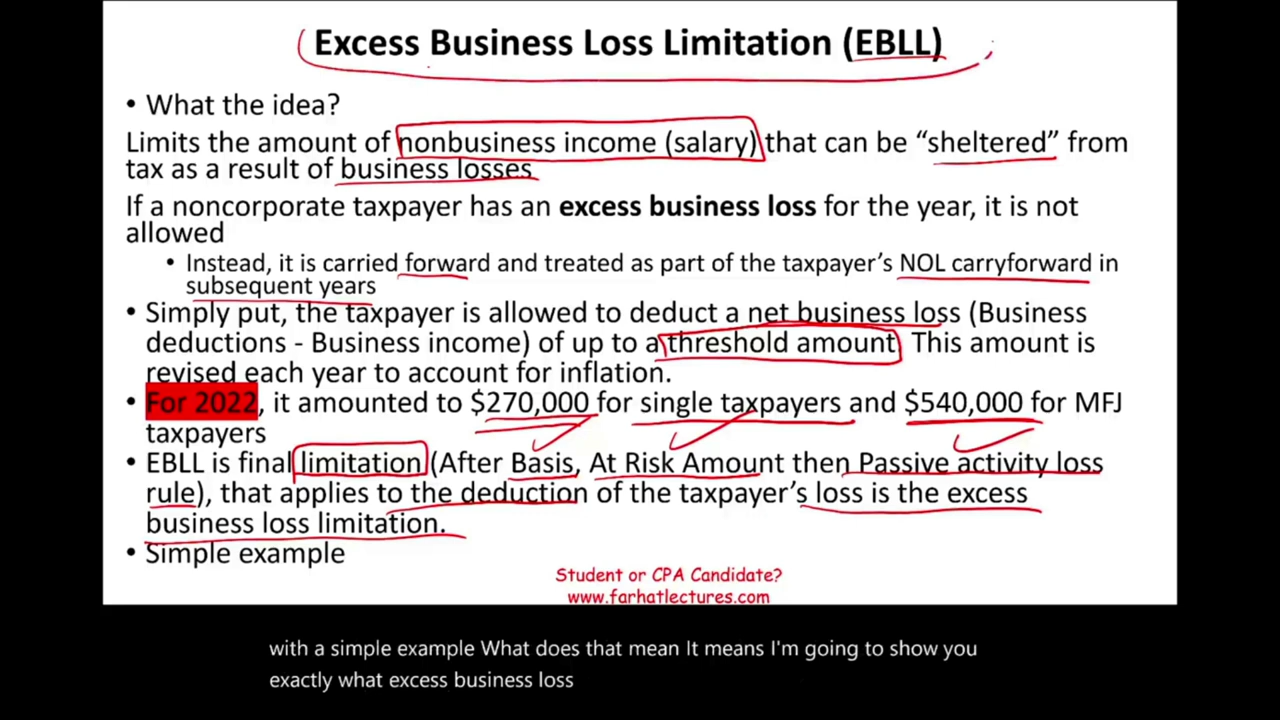 Excess Business Loss Limitation (EBLL)
• What the idea?
Limits the amount of nonbusiness income (salary) that can be “sheltered” from
tax as a result of business losses
If a noncorporate taxpayer has an excess business loss for the year, it is not
allowed
• Instead, it is carried forward and treated as part of the taxpayer’s NOL carryforward in
subsequent years
• Simply put, the taxpayer is allowed to deduct a net business loss (Business
deductions - Business income) of up to a threshold amount. This amount is
revised each year to account for inflation.
• For 2022, it amounted to $270,000 for single taxpayers and $540,000 for MFJ
taxpayers
• EBLL is final limitation (After Basis, At Risk Amount then Passive activity loss
rule), that applies to the deduction of the taxpayer’s loss is the excess
business loss limitation.
• Simple example
Student or CPA Candidate?
www.farhatlectures.com
with a simple example What does that mean It means I'm going to show you
exactly what excess business loss